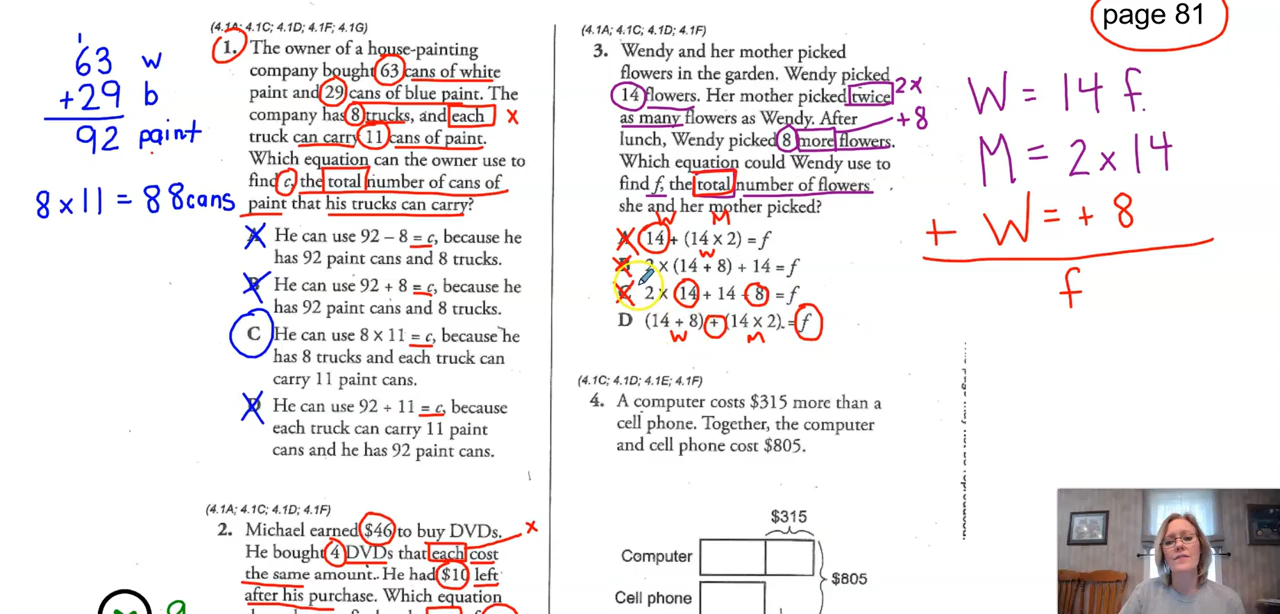 page 81
63 w
+29 b
92 paint
8 x 11 = 88 cans
(4.1A; 4.1C; 4.1D; 4.1F; 4.1G)
1. The owner of a house-painting
company bought 63 cans of white
paint and 29 cans of blue paint. The
company has 8 trucks, and each x
truck can carry 11 cans of paint.
Which equation can the owner use to
find c, the total number of cans of
paint that his trucks can carry?
A He can use 92 – 8 = c, because he
has 92 paint cans and 8 trucks.
B He can use 92 + 8 = c, because he
has 92 paint cans and 8 trucks.
C He can use 8 × 11 = c, because he
has 8 trucks and each truck can
carry 11 paint cans.
D He can use 92 + 11 = c, because
each truck can carry 11 paint
cans and he has 92 paint cans.
(4.1A; 4.1C; 4.1D; 4.1F)
2. Michael earned $46 to buy DVDs. x
He bought 4 DVDs that each cost
the same amount. He had $10 left
after his purchase. Which equation
(4.1A; 4.1C; 4.1D; 4.1F)
3. Wendy and her mother picked
flowers in the garden. Wendy picked
14 flowers. Her mother picked twice 2x
as many flowers as Wendy. After +8
lunch, Wendy picked 8 more flowers.
Which equation could Wendy use to
find f, the total number of flowers
she and her mother picked?
W M
A 14 + (14 × 2) = f
W
B 2 × (14 + 8) + 14 = f
C 2 × 14 + 14 – 8 = f
D (14 + 8) + (14 × 2) = f
W M
W = 14 f.
M = 2 x 14
+ W = + 8
f
(4.1C; 4.1D; 4.1E; 4.1F)
4. A computer costs $315 more than a
cell phone. Together, the computer
and cell phone cost $805.
$315
Computer
$805
Cell phone